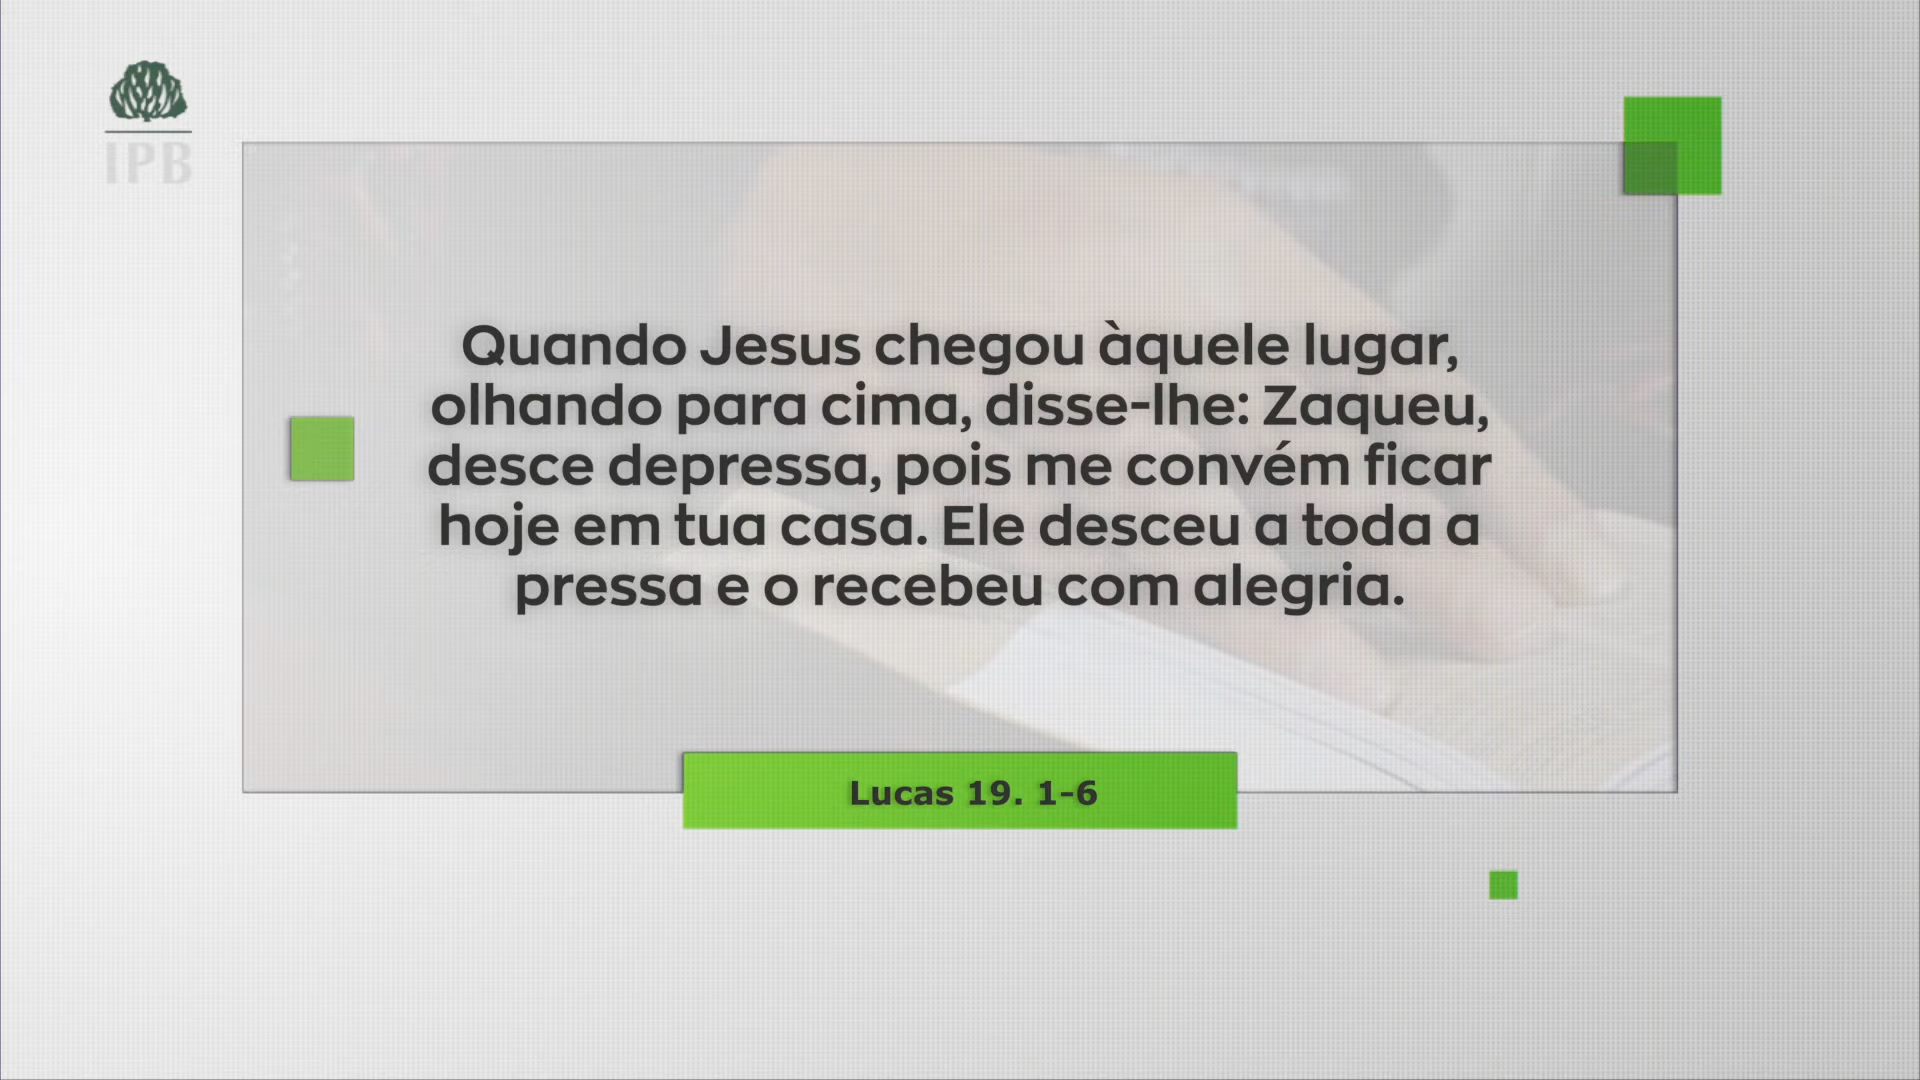 IPB
Quando Jesus chegou àquele lugar,
olhando para cima, disse-lhe: Zaqueu,
desce depressa, pois me convém ficar
hoje em tua casa. Ele desceu a toda a
pressa e o recebeu com alegria.
Lucas 19. 1-6